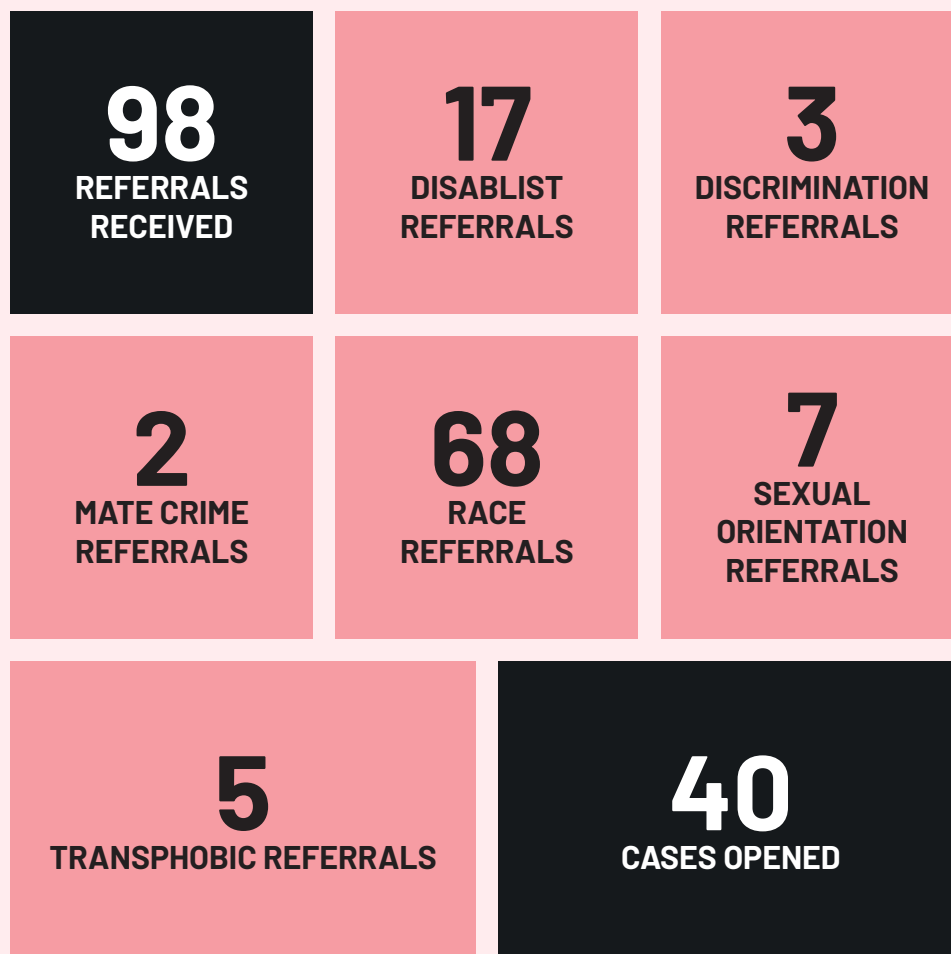 98
REFERRALS
RECEIVED
17
DISABLIST
REFERRALS
3
DISCRIMINATION
REFERRALS
2
MATE CRIME
REFERRALS
68
RACE
REFERRALS
7
SEXUAL
ORIENTATION
REFERRALS
5
TRANSPHOBIC REFERRALS
40
CASES OPENED